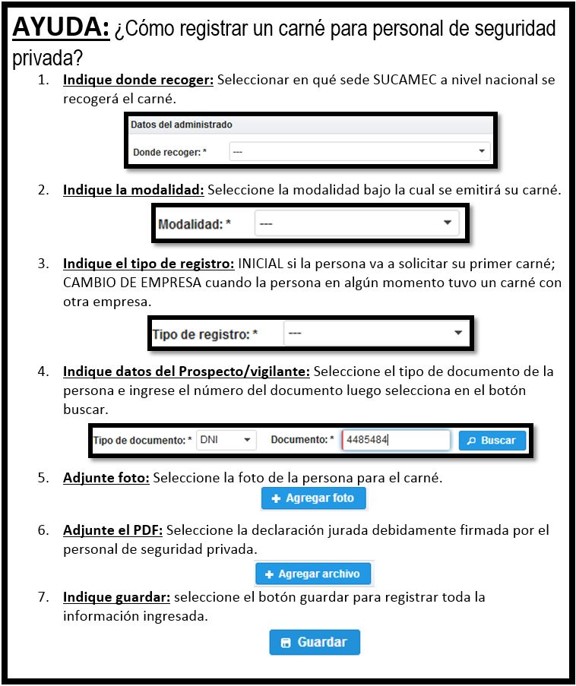 AYUDA: ¿Cómo registrar un carné para personal de seguridad
privada?
1. Indique donde recoger: Seleccionar en qué sede SUCAMEC a nivel nacional se
recogerá el carné.
Datos del administrado
Donde recoger: * ---
2. Indique la modalidad: Seleccione la modalidad bajo la cual se emitirá su carné.
Modalidad: * ---
3. Indique el tipo de registro: INICIAL si la persona va a solicitar su primer carné;
CAMBIO DE EMPRESA cuando la persona en algún momento tuvo un carné con
otra empresa.
Tipo de registro: * ---
4. Indique datos del Prospecto/vigilante: Seleccione el tipo de documento de la
persona e ingrese el número del documento luego selecciona en el botón
buscar.
Tipo de documento: * DNI Documento: * 4485484 Buscar
5. Adjunte foto: Seleccione la foto de la persona para el carné.
+ Agregar foto
6. Adjunte el PDF: Seleccione la declaración jurada debidamente firmada por el
personal de seguridad privada.
+ Agregar archivo
7. Indique guardar: seleccione el botón guardar para registrar toda la
información ingresada.
Guardar